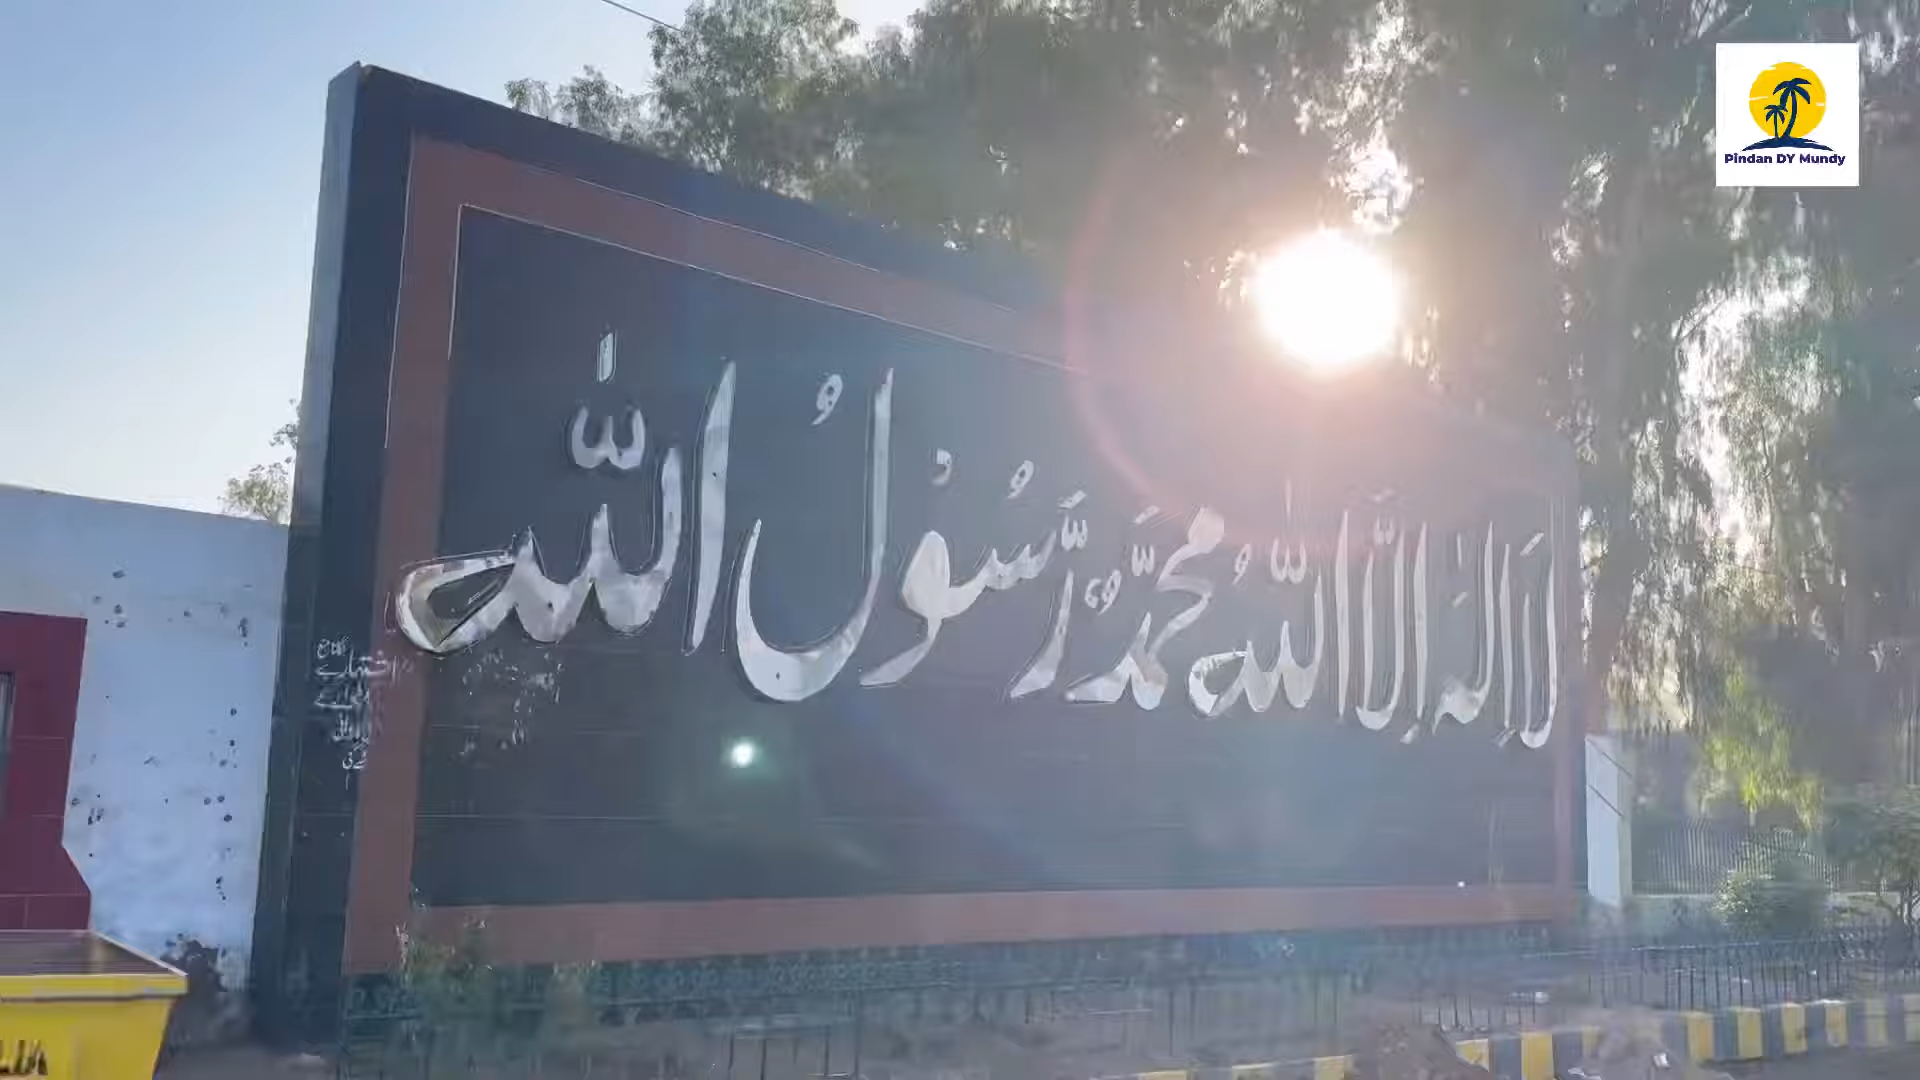 لَا اِلٰهَ اِلَّا اللّٰهُ مُحَمَّدٌ رَّسُوْلُ اللّٰه
Pindan DY Mundy